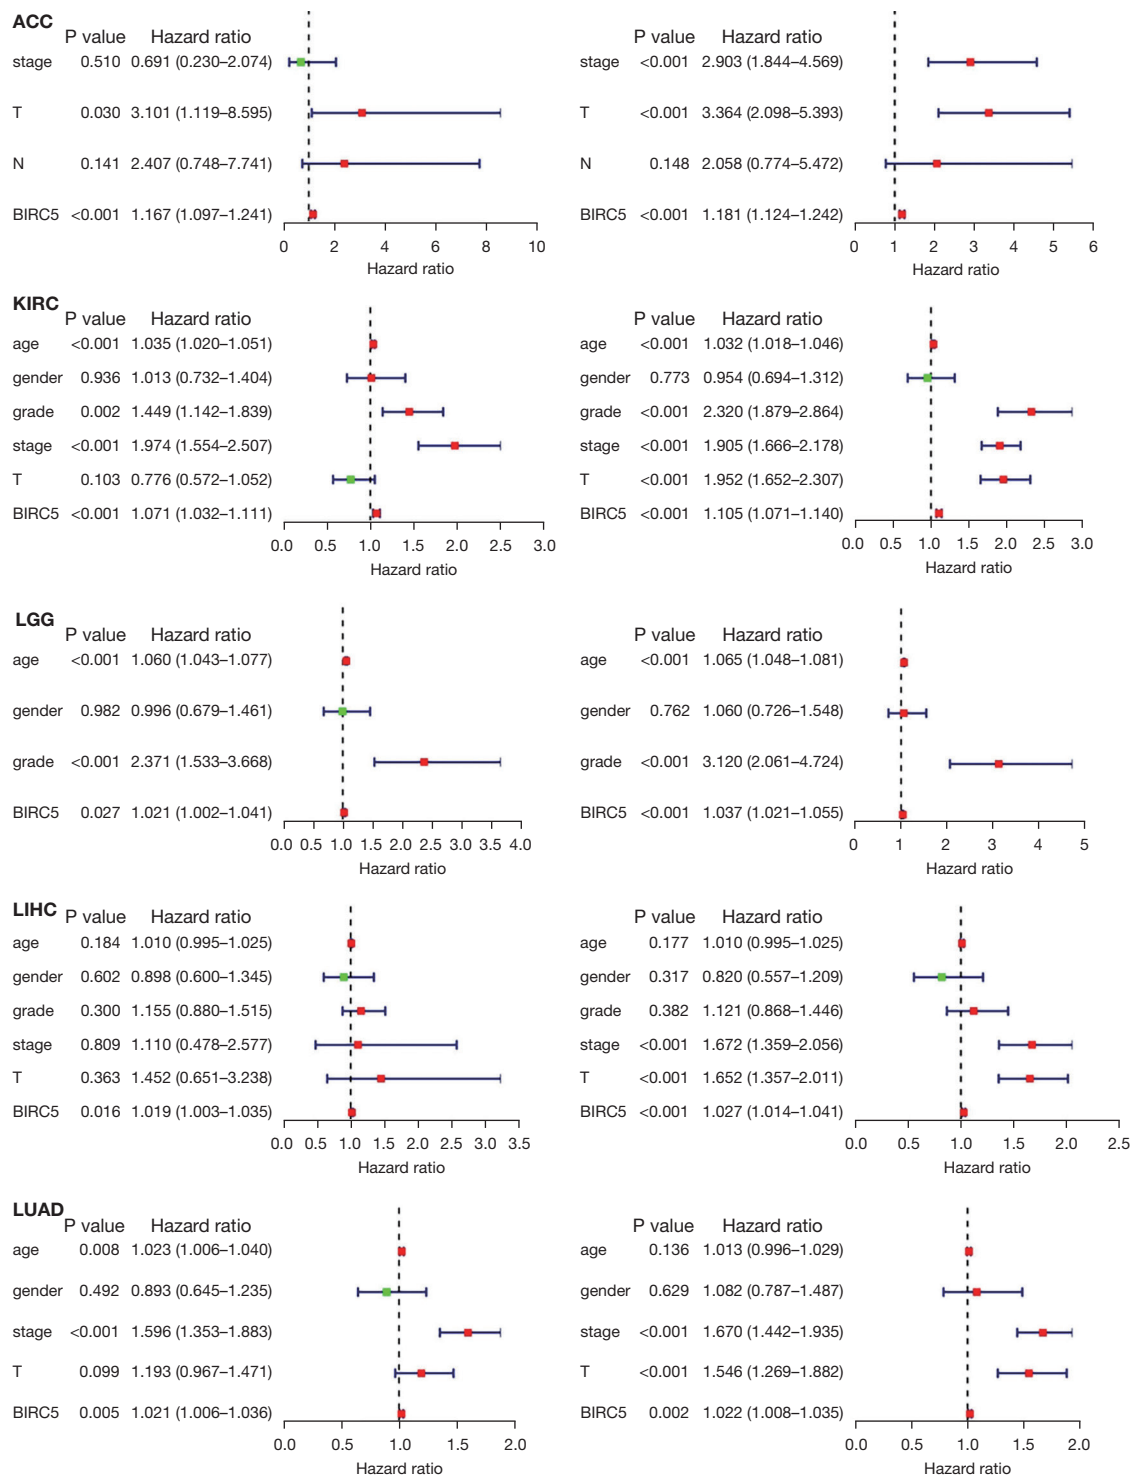 ACC
P value Hazard ratio
stage 0.510 0.691 (0.230–2.074)
T 0.030 3.101 (1.119–8.595)
N 0.141 2.407 (0.748–7.741)
BIRC5 <0.001 1.167 (1.097–1.241)
0 2 4 6 8 10
Hazard ratio
P value Hazard ratio
stage <0.001 2.903 (1.844–4.569)
T <0.001 3.364 (2.098–5.393)
N 0.148 2.058 (0.774–5.472)
BIRC5 <0.001 1.181 (1.124–1.242)
0 1 2 3 4 5 6
Hazard ratio
KIRC
P value Hazard ratio
age <0.001 1.035 (1.020–1.051)
gender 0.936 1.013 (0.732–1.404)
grade 0.002 1.449 (1.142–1.839)
stage <0.001 1.974 (1.554–2.507)
T 0.103 0.776 (0.572–1.052)
BIRC5 <0.001 1.071 (1.032–1.111)
0.0 0.5 1.0 1.5 2.0 2.5 3.0
Hazard ratio
P value Hazard ratio
age <0.001 1.032 (1.018–1.046)
gender 0.773 0.954 (0.694–1.312)
grade <0.001 2.320 (1.879–2.864)
stage <0.001 1.905 (1.666–2.178)
T <0.001 1.952 (1.652–2.307)
BIRC5 <0.001 1.105 (1.071–1.140)
0.0 0.5 1.0 1.5 2.0 2.5 3.0
Hazard ratio
LGG
P value Hazard ratio
age <0.001 1.060 (1.043–1.077)
gender 0.982 0.996 (0.679–1.461)
grade <0.001 2.371 (1.533–3.668)
BIRC5 0.027 1.021 (1.002–1.041)
0.0 0.5 1.0 1.5 2.0 2.5 3.0 3.5 4.0
Hazard ratio
P value Hazard ratio
age <0.001 1.065 (1.048–1.081)
gender 0.762 1.060 (0.726–1.548)
grade <0.001 3.120 (2.061–4.724)
BIRC5 <0.001 1.037 (1.021–1.055)
0 1 2 3 4 5
Hazard ratio
LIHC
P value Hazard ratio
age 0.184 1.010 (0.995–1.025)
gender 0.602 0.898 (0.600–1.345)
grade 0.300 1.155 (0.880–1.515)
stage 0.809 1.110 (0.478–2.577)
T 0.363 1.452 (0.651–3.238)
BIRC5 0.016 1.019 (1.003–1.035)
0.0 0.5 1.0 1.5 2.0 2.5 3.0 3.5
Hazard ratio
P value Hazard ratio
age 0.177 1.010 (0.995–1.025)
gender 0.317 0.820 (0.557–1.209)
grade 0.382 1.121 (0.868–1.446)
stage <0.001 1.672 (1.359–2.056)
T <0.001 1.652 (1.357–2.011)
BIRC5 <0.001 1.027 (1.014–1.041)
0.0 0.5 1.0 1.5 2.0 2.5
Hazard ratio
LUAD
P value Hazard ratio
age 0.008 1.023 (1.006–1.040)
gender 0.492 0.893 (0.645–1.235)
stage <0.001 1.596 (1.353–1.883)
T 0.099 1.193 (0.967–1.471)
BIRC5 0.005 1.021 (1.006–1.036)
0.0 0.5 1.0 1.5 2.0
Hazard ratio
P value Hazard ratio
age 0.136 1.013 (0.996–1.029)
gender 0.629 1.082 (0.787–1.487)
stage <0.001 1.670 (1.442–1.935)
T <0.001 1.546 (1.269–1.882)
BIRC5 0.002 1.022 (1.008–1.035)
0.0 0.5 1.0 1.5 2.0
Hazard ratio